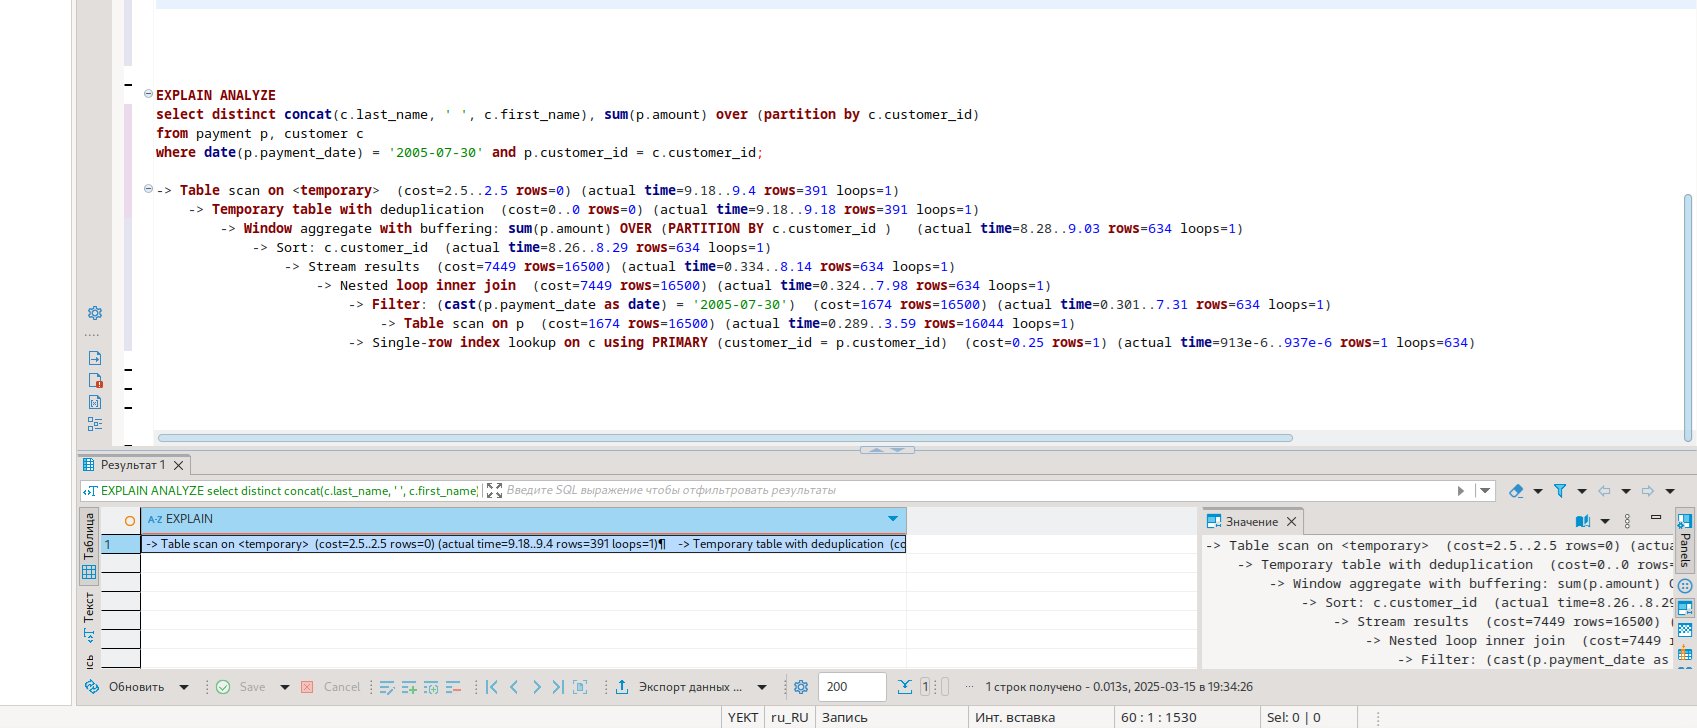 EXPLAIN ANALYZE
select distinct concat(c.last_name, ' ', c.first_name), sum(p.amount) over (partition by c.customer_id)
from payment p, customer c
where date(p.payment_date) = '2005-07-30' and p.customer_id = c.customer_id;
-> Table scan on <temporary>  (cost=2.5..2.5 rows=0) (actual time=9.18..9.4 rows=391 loops=1)
-> Temporary table with deduplication  (cost=0..0 rows=0) (actual time=9.18..9.18 rows=391 loops=1)
-> Window aggregate with buffering: sum(p.amount) OVER (PARTITION BY c.customer_id )   (actual time=8.28..9.03 rows=634 loops=1)
-> Sort: c.customer_id  (actual time=8.26..8.29 rows=634 loops=1)
-> Stream results  (cost=7449 rows=16500) (actual time=0.334..8.14 rows=634 loops=1)
-> Nested loop inner join  (cost=7449 rows=16500) (actual time=0.324..7.98 rows=634 loops=1)
-> Filter: (cast(p.payment_date as date) = '2005-07-30')  (cost=1674 rows=16500) (actual time=0.301..7.31 rows=634 loops=1)
-> Table scan on p  (cost=1674 rows=16500) (actual time=0.289..3.59 rows=16044 loops=1)
-> Single-row index lookup on c using PRIMARY (customer_id = p.customer_id)  (cost=0.25 rows=1) (actual time=913e-6..937e-6 rows=1 loops=634)
Результат 1
EXPLAIN ANALYZE select distinct concat(c.last_name, ' ', c.first_name)
Введите SQL выражение чтобы отфильтровать результаты
Таблица
Текст
A-Z EXPLAIN
1
-> Table scan on <temporary>  (cost=2.5..2.5 rows=0) (actual time=9.18..9.4 rows=391 loops=1)¶    -> Temporary table with deduplication  (co
Значение
Panels
-> Table scan on <temporary>  (cost=2.5..2.5 rows=0) (actua
-> Temporary table with deduplication  (cost=0..0 rows=
-> Window aggregate with buffering: sum(p.amount) O
-> Sort: c.customer_id  (actual time=8.26..8.29
-> Stream results  (cost=7449 rows=16500) (
-> Nested loop inner join  (cost=7449 r
-> Filter: (cast(p.payment_date as
Обновить
Save
Cancel
Экспорт данных ...
200
1
1 строк получено - 0.013s, 2025-03-15 в 19:34:26
YEKT
ru_RU
Запись
Инт. вставка
60 : 1 : 1530
Sel: 0 | 0